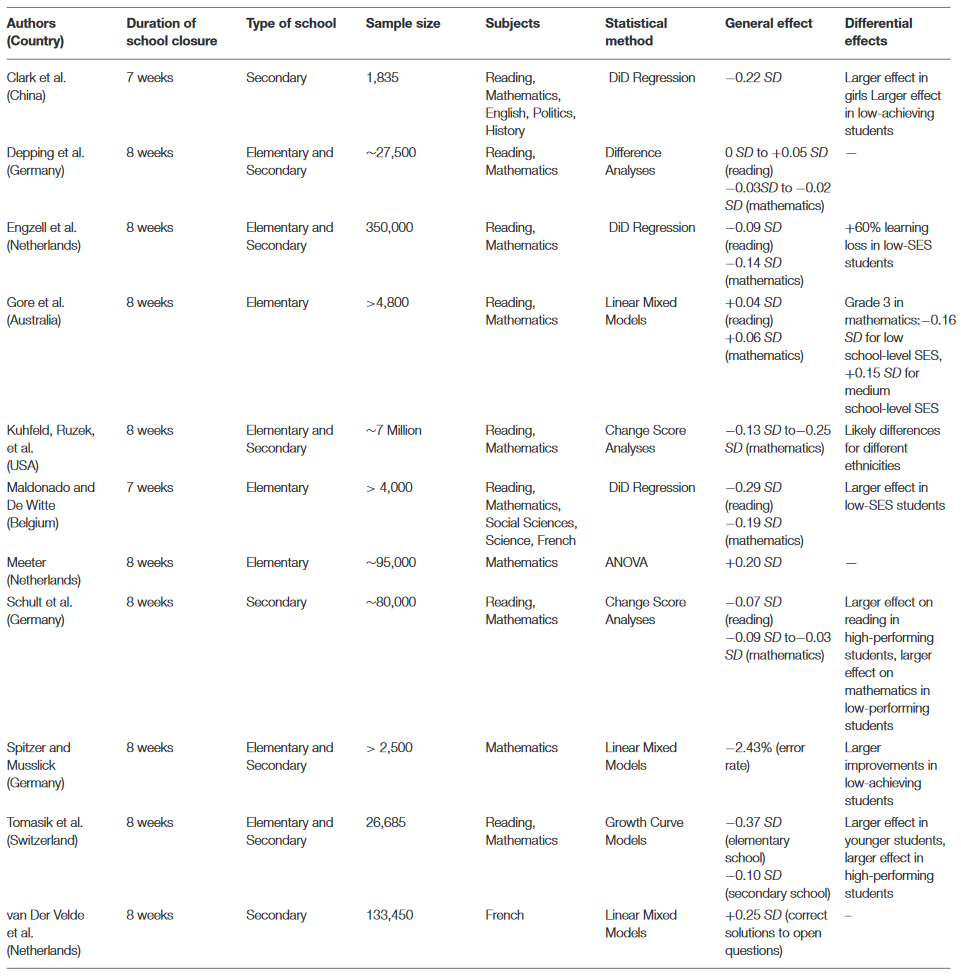 Authors (Country) Duration of school closure Type of school Sample size Subjects Statistical method General effect Differential effects
Clark et al. 7 weeks Secondary 1,835 Reading, DiD Regression −0.22 SD Larger effect in
(China) Mathematics, girls Larger effect
English, Politics, in low-achieving
History students
Depping et al. 8 weeks Elementary and ~27,500 Reading, Difference 0 SD to +0.05 SD —
(Germany) Secondary Mathematics Analyses (reading)
−0.03SD to −0.02
SD (mathematics)
Engzell et al. 8 weeks Elementary and 350,000 Reading, DiD Regression −0.09 SD +60% learning
(Netherlands) Secondary Mathematics (reading) loss in low-SES
−0.14 SD students
(mathematics)
Gore et al. 8 weeks Elementary >4,800 Reading, Linear Mixed +0.04 SD Grade 3 in
(Australia) Mathematics Models (reading) mathematics:−0.16
+0.06 SD SD for low
(mathematics) school-level SES,
+0.15 SD for
medium
school-level SES
Kuhfeld, Ruzek, 8 weeks Elementary and ~7 Million Reading, Change Score −0.13 SD to−0.25 Likely differences
et al. Secondary Mathematics Analyses SD (mathematics) for different
(USA) ethnicities
Maldonado and 7 weeks Elementary > 4,000 Reading, DiD Regression −0.29 SD Larger effect in
De Witte Mathematics, (reading) low-SES students
(Belgium) Social Sciences, −0.19 SD
Science, French (mathematics)
Meeter 8 weeks Elementary ~95,000 Mathematics ANOVA +0.20 SD —
(Netherlands)
Schult et al. 8 weeks Secondary ~80,000 Reading, Change Score −0.07 SD Larger effect on
(Germany) Mathematics Analyses (reading) reading in
−0.09 SD to−0.03 high-performing
SD (mathematics) students, larger
effect on
mathematics in
low-performing
students
Spitzer and 8 weeks Elementary and > 2,500 Mathematics Linear Mixed −2.43% (error Larger
Musslick Secondary Models rate) improvements in
(Germany) low-achieving
students
Tomasik et al. 8 weeks Elementary and 26,685 Reading, Growth Curve −0.37 SD Larger effect in
(Switzerland) Secondary Mathematics Models (elementary younger students,
school) larger effect in
−0.10 SD high-performing
(secondary school) students
van Der Velde 8 weeks Secondary 133,450 French Linear Mixed +0.25 SD (correct –
et al. Models solutions to open
(Netherlands) questions)